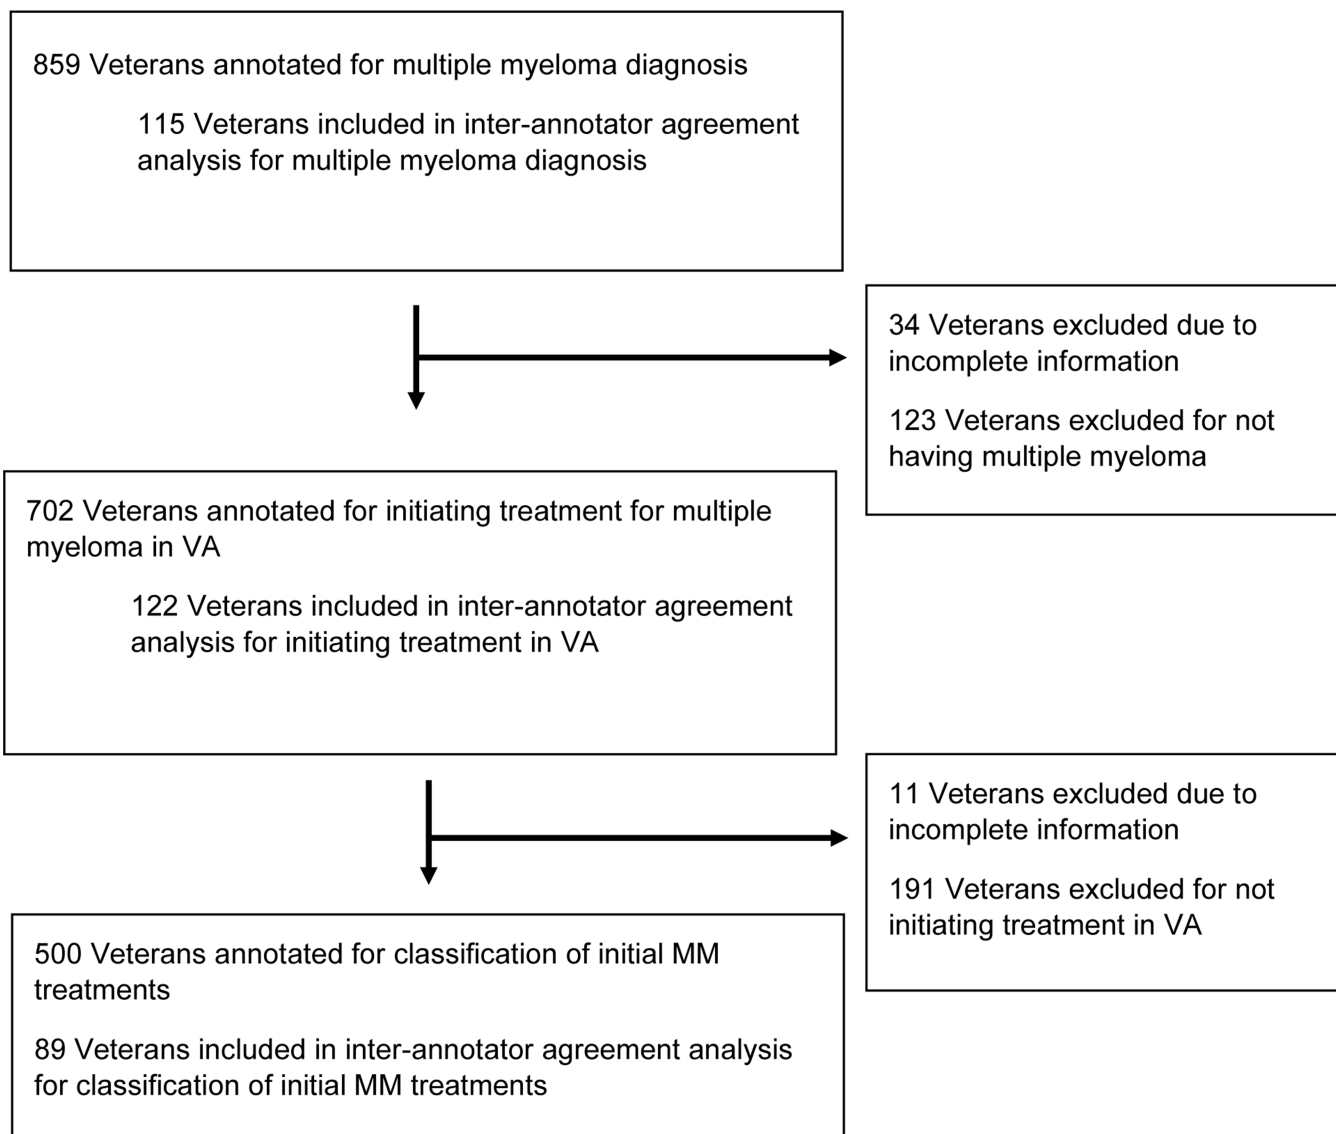 859 Veterans annotated for multiple myeloma diagnosis
115 Veterans included in inter-annotator agreement
analysis for multiple myeloma diagnosis
34 Veterans excluded due to
incomplete information
123 Veterans excluded for not
having multiple myeloma
702 Veterans annotated for initiating treatment for multiple
myeloma in VA
122 Veterans included in inter-annotator agreement
analysis for initiating treatment in VA
11 Veterans excluded due to
incomplete information
191 Veterans excluded for not
initiating treatment in VA
500 Veterans annotated for classification of initial MM
treatments
89 Veterans included in inter-annotator agreement analysis
for classification of initial MM treatments